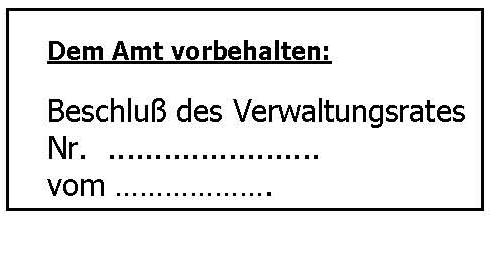 Dem Amt vorbehalten:
Beschluß des Verwaltungsrates
Nr. .......................
vom ………………….